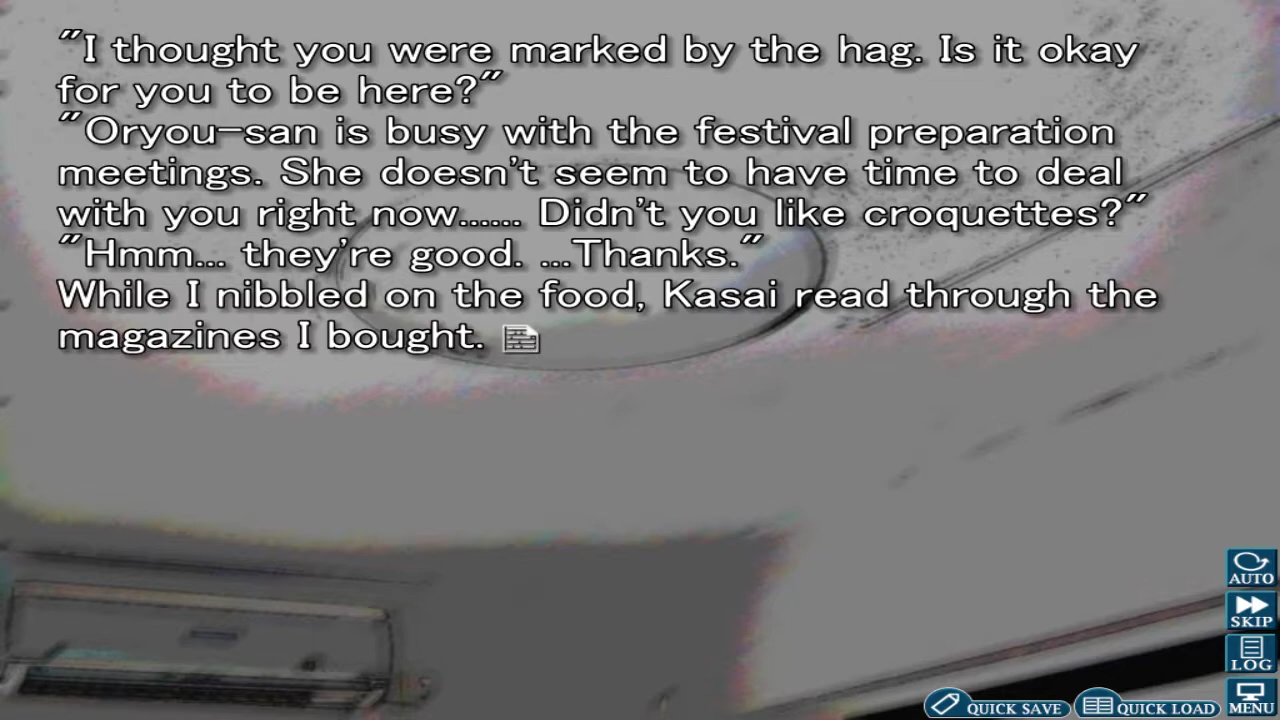 "I thought you were marked by the hag. Is it okay
for you to be here?"
"Oryou-san is busy with the festival preparation
meetings. She doesn't seem to have time to deal
with you right now...... Didn't you like croquettes?"
"Hmm... they're good. ...Thanks."
While I nibbled on the food, Kasai read through the
magazines I bought.
AUTO
SKIP
LOG
MENU
QUICK SAVE
QUICK LOAD